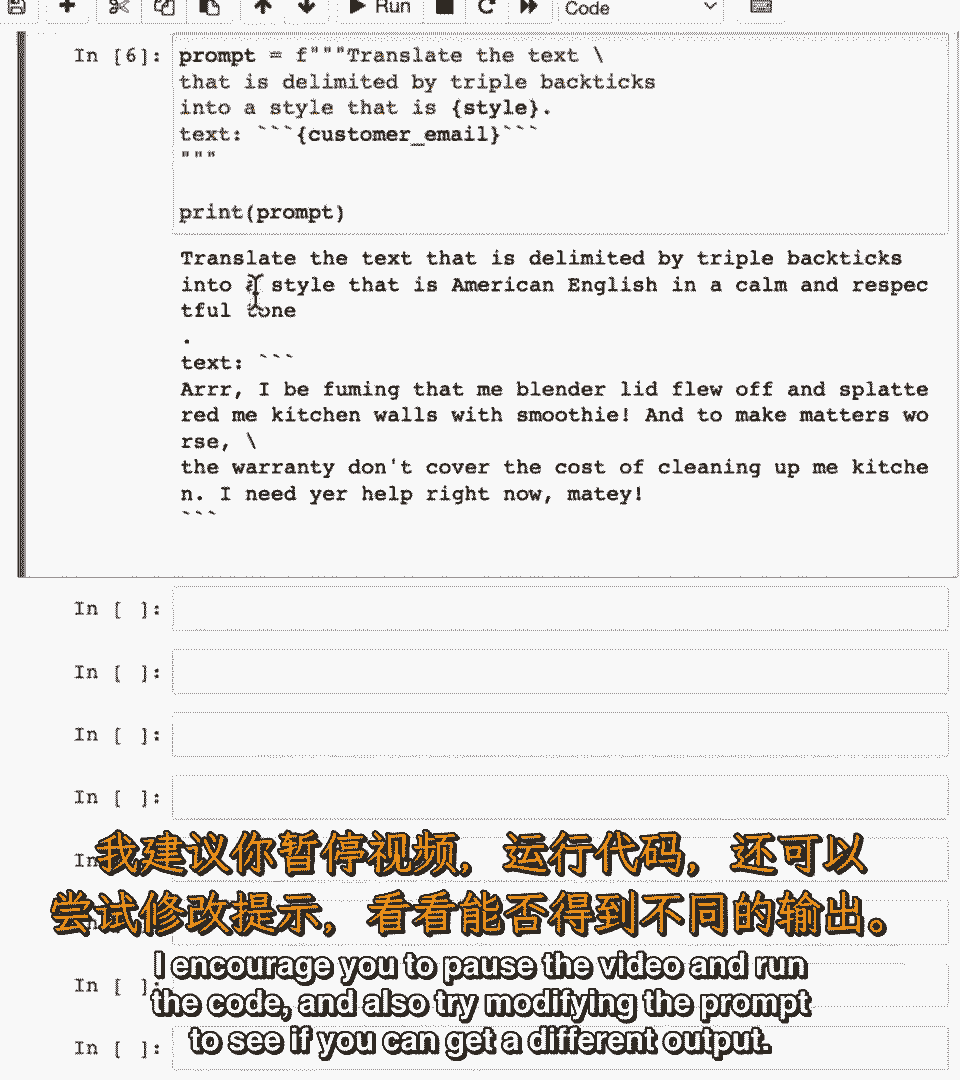 Run
Code
In [6]:
prompt = f"""Translate the text \
that is delimited by triple backticks
into a style that is {style}.
text: ```{customer_email}```
"""
print(prompt)
Translate the text that is delimited by triple backticks
into a style that is American English in a calm and respec
tful tone
.
text: ```
Arrr, I be fuming that me blender lid flew off and splatte
red me kitchen walls with smoothie! And to make matters wo
rse, \
the warranty don't cover the cost of cleaning up me kitche
n. I need yer help right now, matey!
```
In [ ]:
In [ ]:
In [ ]:
In [ ]:
In
我建议你暂停视频，运行代码，还可以
尝试修改提示，看看能否得到不同的输出。
I encourage you to pause the video and run
In [ ]:
the code, and also try modifying the prompt
to see if you can get a different output.
In [ ]: